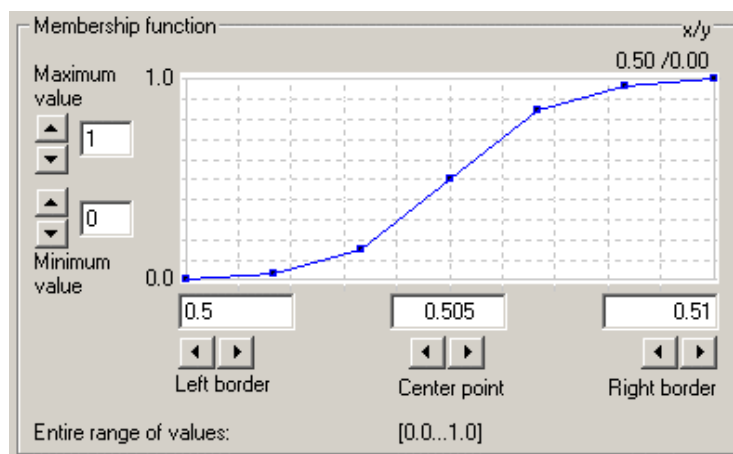 Membership function
x/y
0.50 /0.00
Maximum
value
1.0
1
0
Minimum
value
0.0
0.5
0.505
0.51
Left border
Center point
Right border
Entire range of values:
[0.0...1.0]